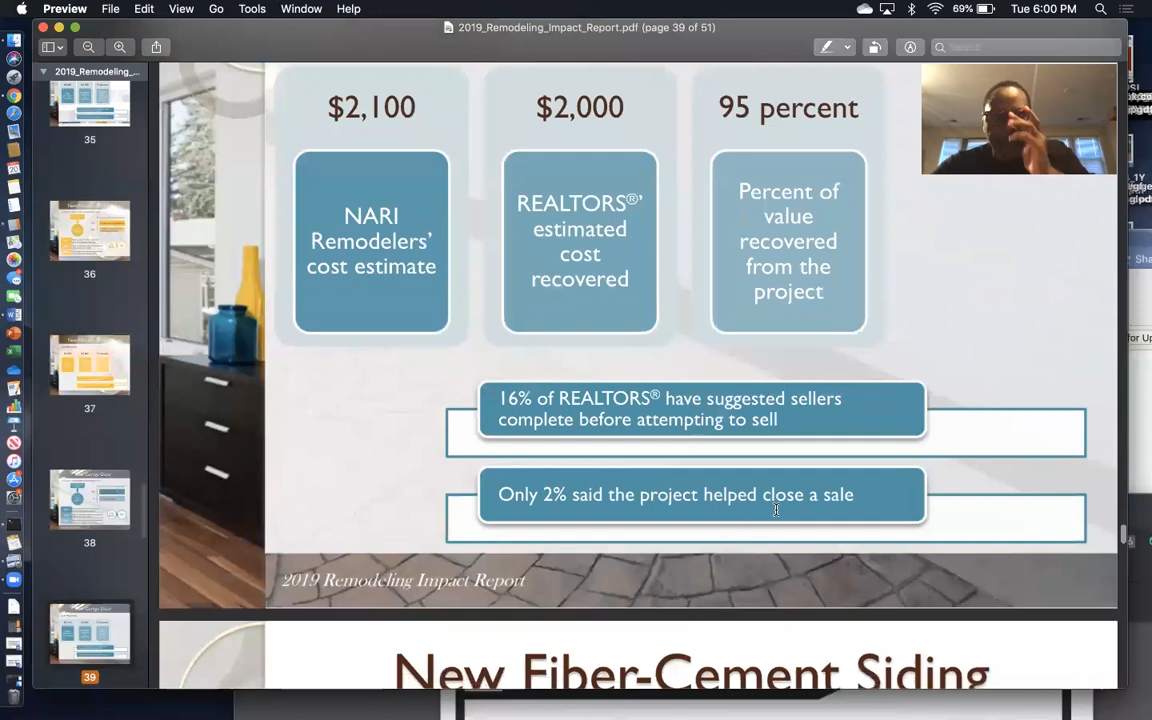 Preview File Edit View Go Tools Window Help
69% Tue 6:00 PM
2019_Remodeling_Impact_Report.pdf (page 39 of 51)
Search
2019_Remodeling_...
35
36
37
38
39
$2,100
$2,000
95 percent
NARI
Remodelers'
cost estimate
REALTORS®'
estimated
cost
recovered
Percent of
value
recovered
from the
project
16% of REALTORS® have suggested sellers
complete before attempting to sell
Only 2% said the project helped close a sale
2019 Remodeling Impact Report
New Fiber-Cement Siding